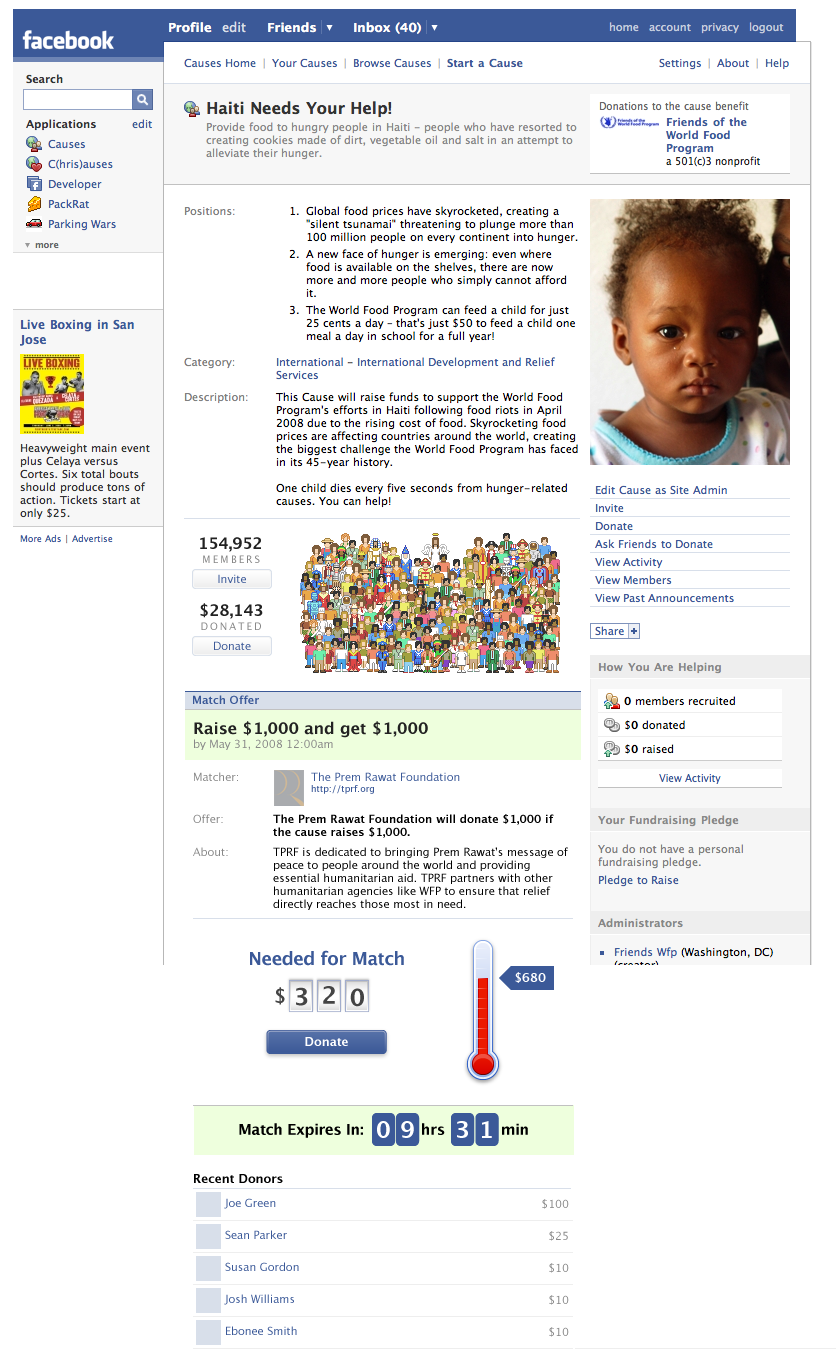 facebook
Profile edit Friends ▼ Inbox (40) ▼ home account privacy logout
Search
Applications edit
Causes
C(hris)auses
Developer
PackRat
Parking Wars
▼ more
Live Boxing in San
Jose
LIVE BOXING
Heavyweight main event
plus Celaya versus
Cortes. Six total bouts
should produce tons of
action. Tickets start at
only $25.
More Ads | Advertise
Causes Home | Your Causes | Browse Causes | Start a Cause Settings | About | Help
Haiti Needs Your Help!
Provide food to hungry people in Haiti - people who have resorted to
creating cookies made of dirt, vegetable oil and salt in an attempt to
alleviate their hunger.
Donations to the cause benefit
Friends of the
World Food Program
Friends of the
World Food
Program
a 501(c)3 nonprofit
Positions:
1. Global food prices have skyrocketed, creating a
"silent tsunamai" threatening to plunge more than
100 million people on every continent into hunger.
2. A new face of hunger is emerging: even where
food is available on the shelves, there are now
more and more people who simply cannot afford
it.
3. The World Food Program can feed a child for just
25 cents a day - that's just $50 to feed a child one
meal a day in school for a full year!
Category: International - International Development and Relief
Services
Description: This Cause will raise funds to support the World Food
Program's efforts in Haiti following food riots in April
2008 due to the rising cost of food. Skyrocketing food
prices are affecting countries around the world, creating
the biggest challenge the World Food Program has faced
in its 45-year history.
One child dies every five seconds from hunger-related
causes. You can help!
154,952
MEMBERS
Invite
$28,143
DONATED
Donate
Match Offer
Raise $1,000 and get $1,000
by May 31, 2008 12:00am
Matcher: The Prem Rawat Foundation
http://tprf.org
Offer: The Prem Rawat Foundation will donate $1,000 if
the cause raises $1,000.
About: TPRF is dedicated to bringing Prem Rawat's message of
peace to people around the world and providing
essential humanitarian aid. TPRF partners with other
humanitarian agencies like WFP to ensure that relief
directly reaches those most in need.
Needed for Match
$ 3 2 0
Donate
$680
Match Expires In: 09 hrs 31 min
Recent Donors
Joe Green $100
Sean Parker $25
Susan Gordon $10
Josh Williams $10
Ebonee Smith $10
Edit Cause as Site Admin
Invite
Donate
Ask Friends to Donate
View Activity
View Members
View Past Announcements
Share +
How You Are Helping
0 members recruited
$0 donated
$0 raised
View Activity
Your Fundraising Pledge
You do not have a personal
fundraising pledge.
Pledge to Raise
Administrators
Friends Wfp (Washington, DC)
(creator)